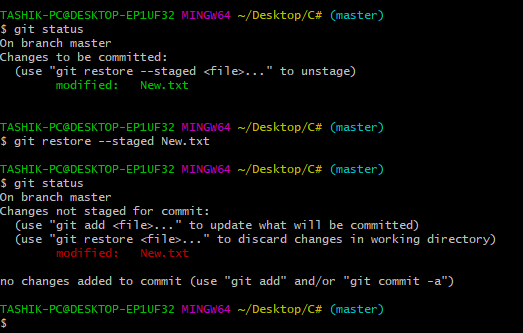 TASHIK-PC@DESKTOP-EP1UF32 MINGW64 ~/Desktop/C# (master)
$ git status
On branch master
Changes to be committed:
  (use "git restore --staged <file>..." to unstage)
        modified:   New.txt

TASHIK-PC@DESKTOP-EP1UF32 MINGW64 ~/Desktop/C# (master)
$ git restore --staged New.txt

TASHIK-PC@DESKTOP-EP1UF32 MINGW64 ~/Desktop/C# (master)
$ git status
On branch master
Changes not staged for commit:
  (use "git add <file>..." to update what will be committed)
  (use "git restore <file>..." to discard changes in working directory)
        modified:   New.txt

no changes added to commit (use "git add" and/or "git commit -a")

TASHIK-PC@DESKTOP-EP1UF32 MINGW64 ~/Desktop/C# (master)
$